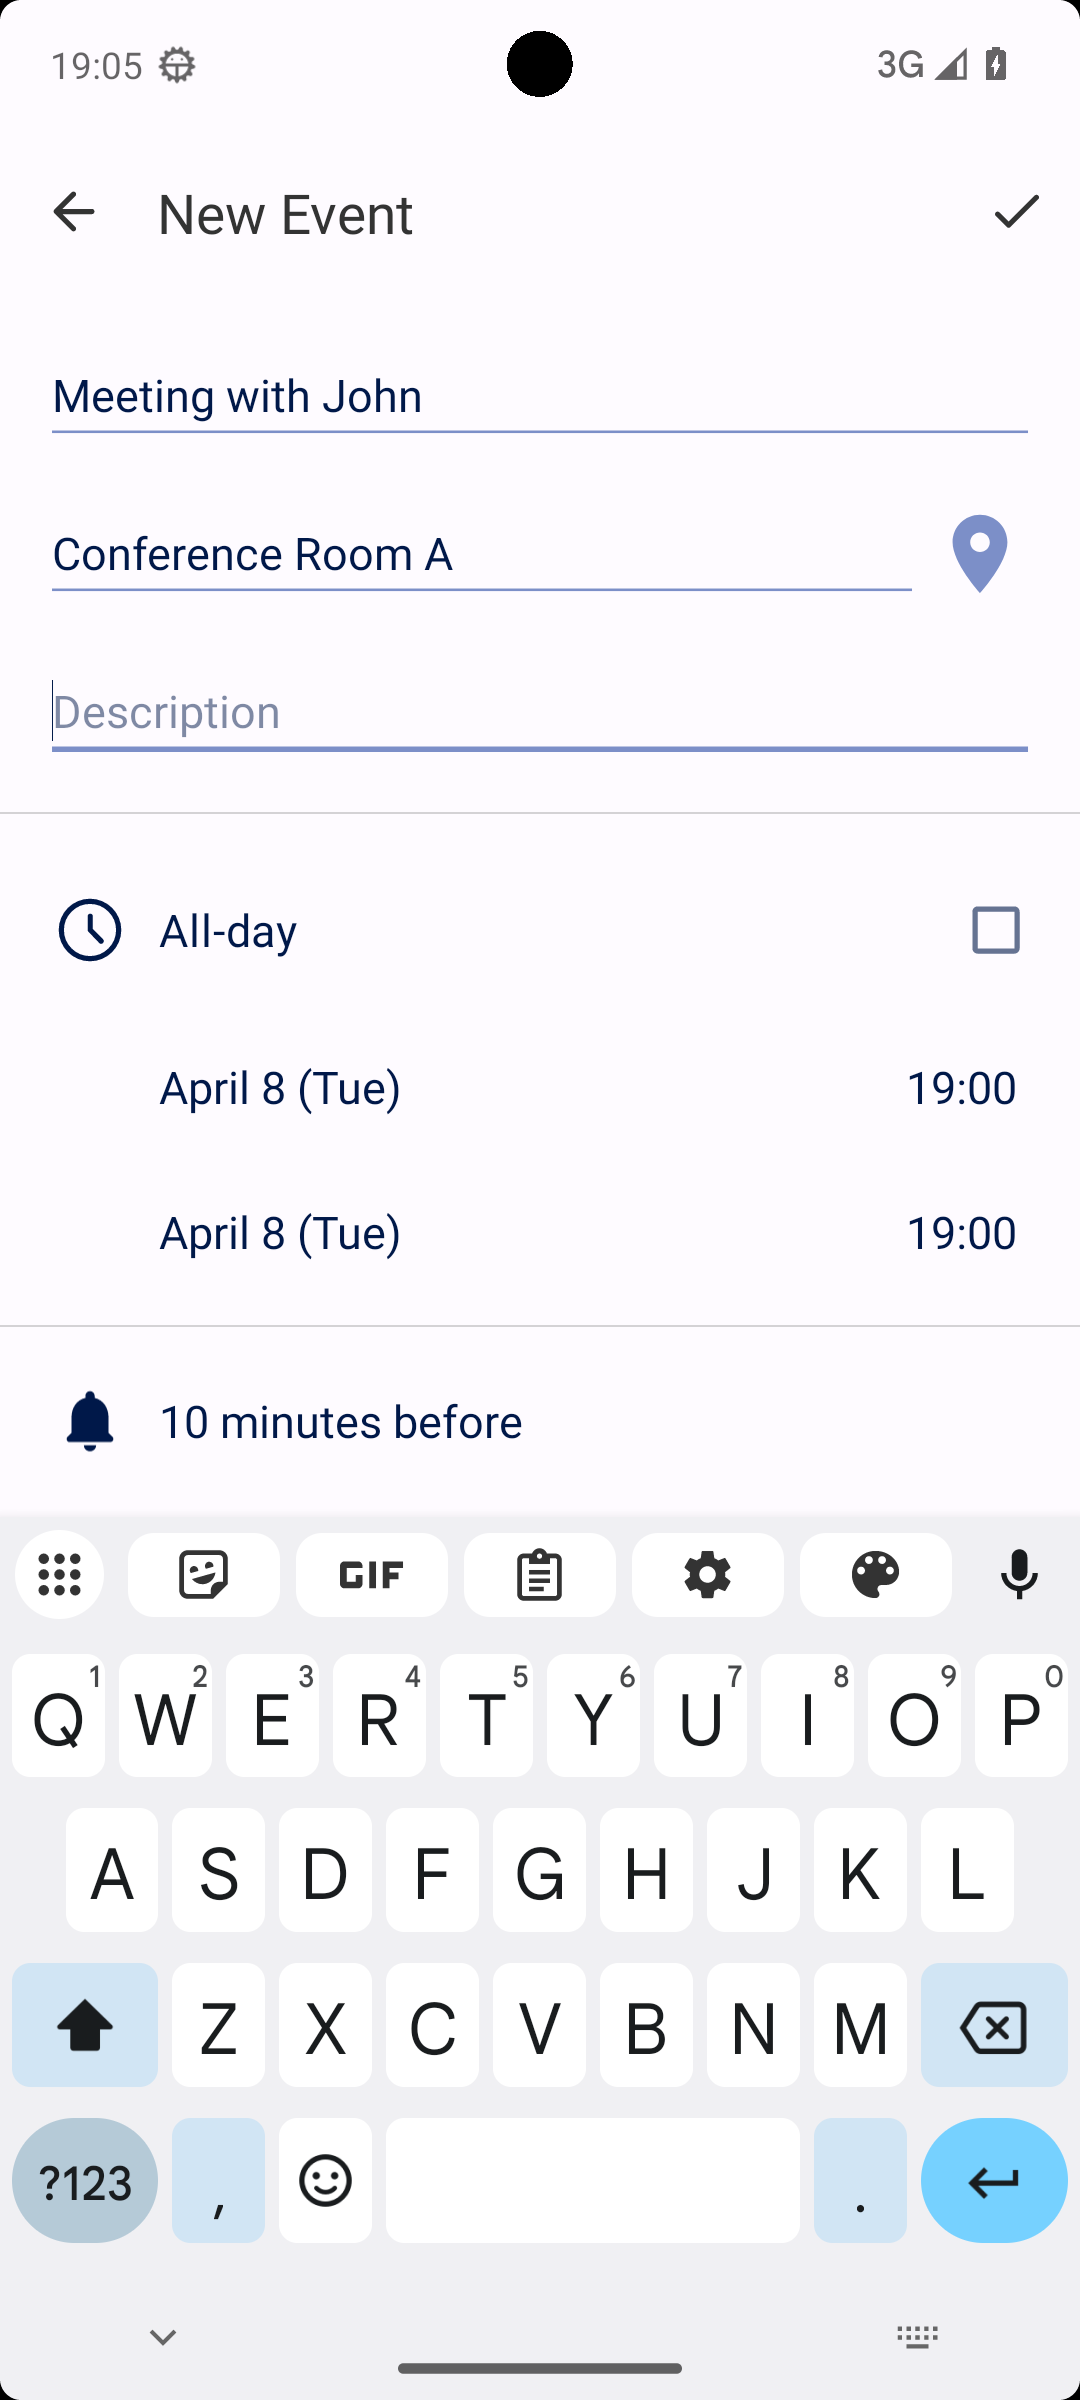 19:05
3G
New Event
Meeting with John
Conference Room A
Description
All-day
April 8 (Tue) 19:00
April 8 (Tue) 19:00
10 minutes before
GIF
Q1 W2 E3 R4 T5 Y6 U7 I8 O9 P0
A S D F G H J K L
Z X C V B N M
?123 , .